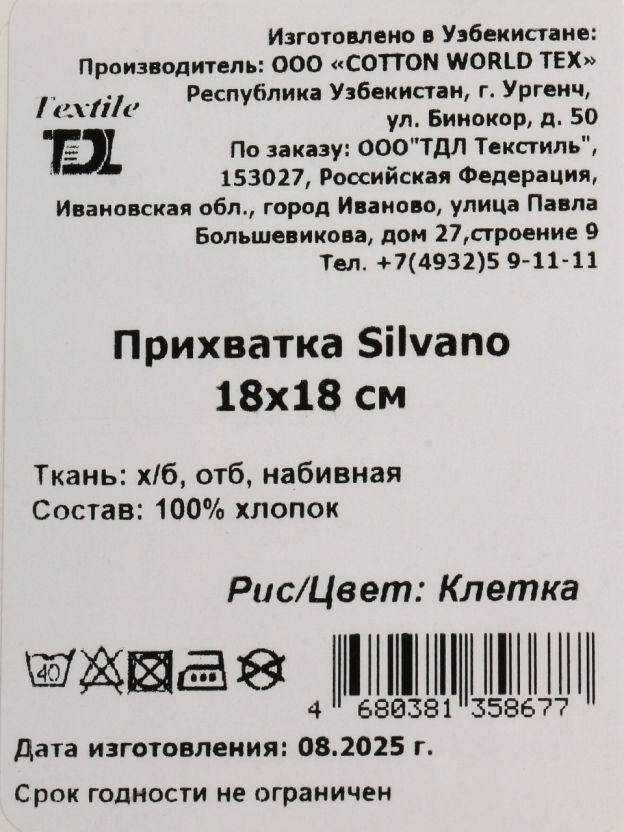 Изготовлено в Узбекистане:
Производитель: ООО «COTTON WORLD TEX»
Республика Узбекистан, г. Ургенч,
ул. Бинокор, д. 50
По заказу: ООО"ТДЛ Текстиль",
153027, Российская Федерация,
Ивановская обл., город Иваново, улица Павла
Большевикова, дом 27,строение 9
Тел. +7(4932)5 9-11-11
Textile
TDL
Прихватка Silvano
18х18 см
Ткань: х/б, отб, набивная
Состав: 100% хлопок
Рис/Цвет: Клетка
40
4 680381 358677
Дата изготовления: 08.2025 г.
Срок годности не ограничен